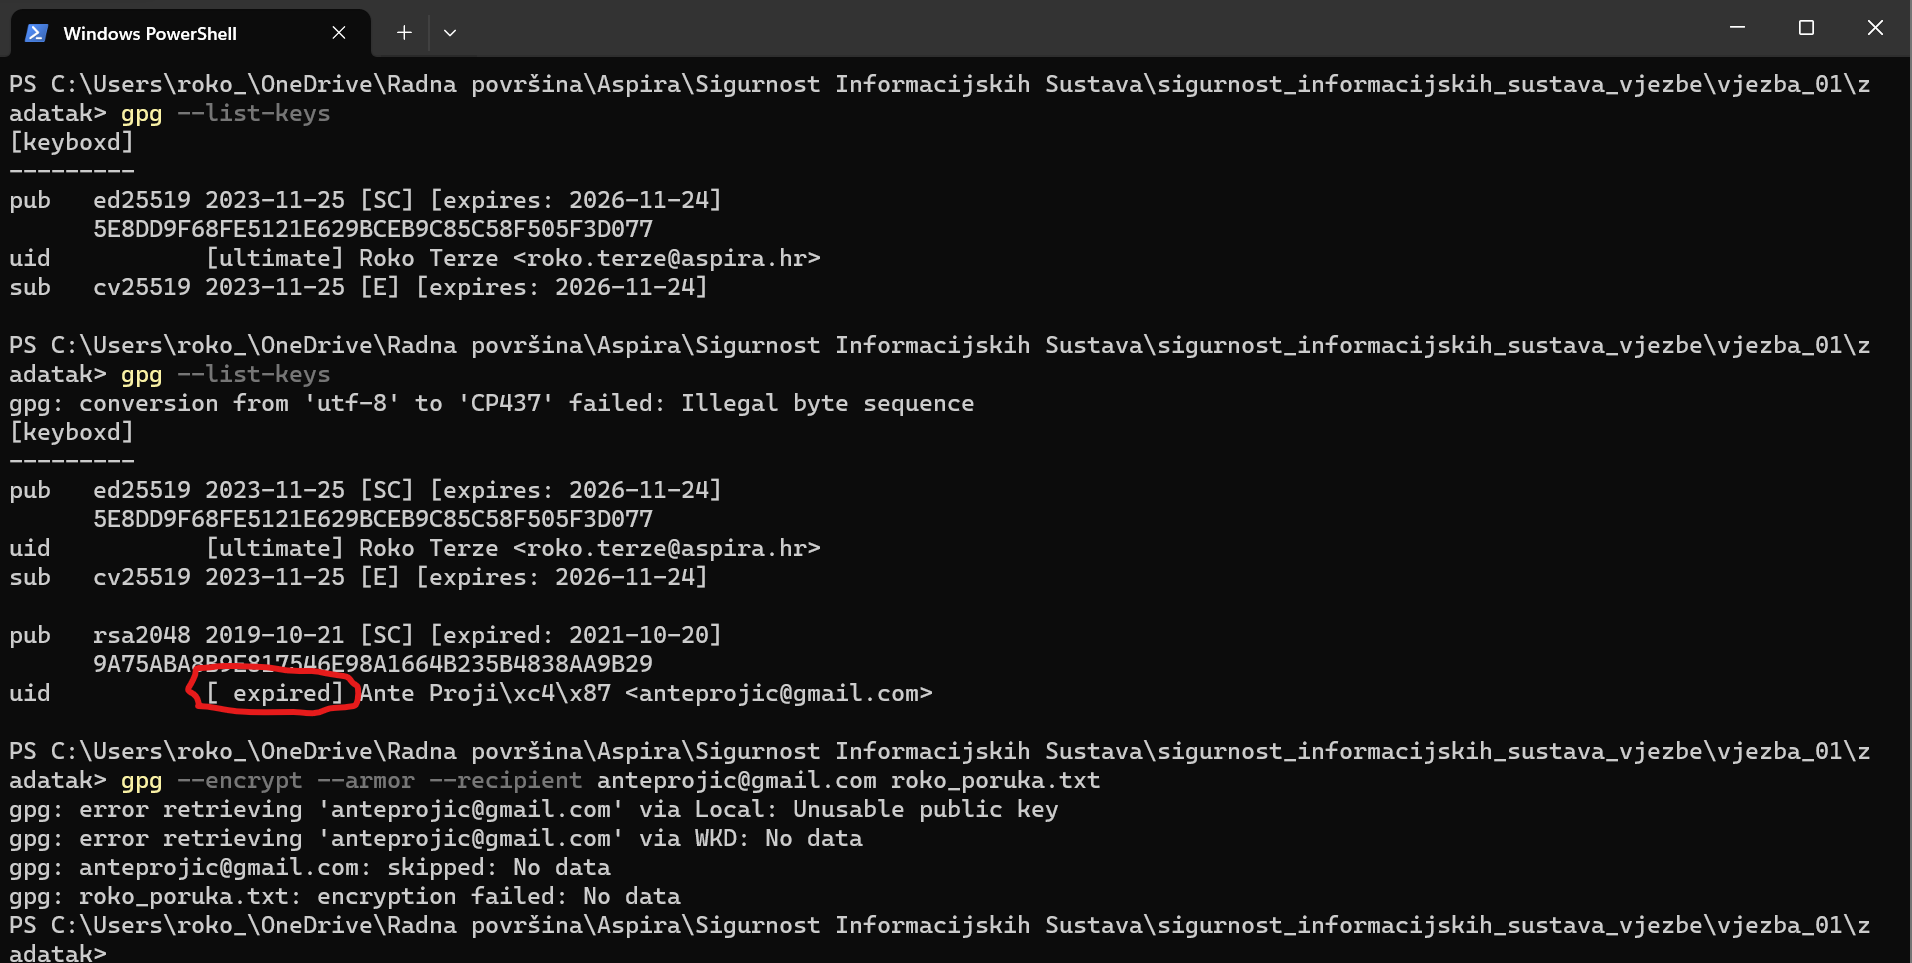 Windows PowerShell
PS C:\Users\roko_\OneDrive\Radna površina\Aspira\Sigurnost Informacijskih Sustava\sigurnost_informacijskih_sustava_vjezbe\vjezba_01\z
adatak> gpg --list-keys
[keyboxd]
---------
pub   ed25519 2023-11-25 [SC] [expires: 2026-11-24]
      5E8DD9F68FE5121E629BCEB9C85C58F505F3D077
uid           [ultimate] Roko Terze <roko.terze@aspira.hr>
sub   cv25519 2023-11-25 [E] [expires: 2026-11-24]
PS C:\Users\roko_\OneDrive\Radna površina\Aspira\Sigurnost Informacijskih Sustava\sigurnost_informacijskih_sustava_vjezbe\vjezba_01\z
adatak> gpg --list-keys
gpg: conversion from 'utf-8' to 'CP437' failed: Illegal byte sequence
[keyboxd]
---------
pub   ed25519 2023-11-25 [SC] [expires: 2026-11-24]
      5E8DD9F68FE5121E629BCEB9C85C58F505F3D077
uid           [ultimate] Roko Terze <roko.terze@aspira.hr>
sub   cv25519 2023-11-25 [E] [expires: 2026-11-24]
pub   rsa2048 2019-10-21 [SC] [expired: 2021-10-20]
      9A75ABA8B9E817546E98A1664B235B4838AA9B29
uid           [ expired] Ante Proji\xc4\x87 <anteprojic@gmail.com>
PS C:\Users\roko_\OneDrive\Radna površina\Aspira\Sigurnost Informacijskih Sustava\sigurnost_informacijskih_sustava_vjezbe\vjezba_01\z
adatak> gpg --encrypt --armor --recipient anteprojic@gmail.com roko_poruka.txt
gpg: error retrieving 'anteprojic@gmail.com' via Local: Unusable public key
gpg: error retrieving 'anteprojic@gmail.com' via WKD: No data
gpg: anteprojic@gmail.com: skipped: No data
gpg: roko_poruka.txt: encryption failed: No data
PS C:\Users\roko_\OneDrive\Radna površina\Aspira\Sigurnost Informacijskih Sustava\sigurnost_informacijskih_sustava_vjezbe\vjezba_01\z
adatak>